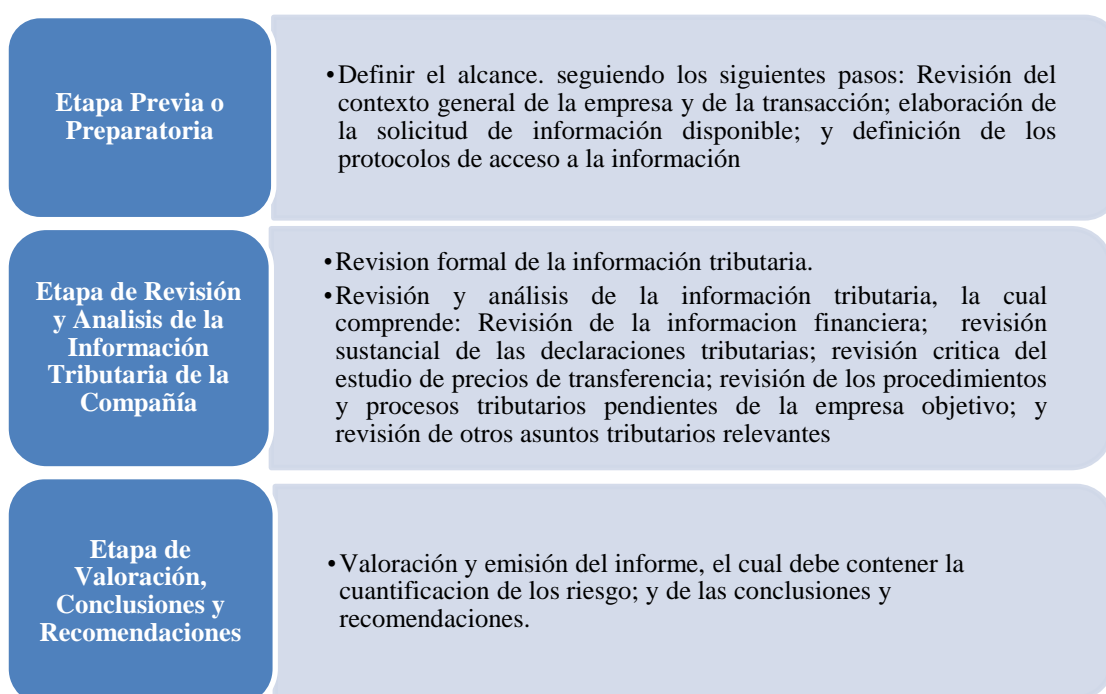 Etapa Previa o
Preparatoria
•Definir el alcance. seguiendo los siguientes pasos: Revisión del
contexto general de la empresa y de la transacción; elaboración de
la solicitud de información disponible; y definición de los
protocolos de acceso a la información
Etapa de Revisión
y Analisis de la
Información
Tributaria de la
Compañía
•Revision formal de la información tributaria.
•Revisión y análisis de la información tributaria, la cual
comprende: Revisión de la informacion financiera; revisión
sustancial de las declaraciones tributarias; revisión critica del
estudio de precios de transferencia; revisión de los procedimientos
y procesos tributarios pendientes de la empresa objetivo; y
revisión de otros asuntos tributarios relevantes
Etapa de
Valoración,
Conclusiones y
Recomendaciones
•Valoración y emisión del informe, el cual debe contener la
cuantificacion de los riesgo; y de las conclusiones y
recomendaciones.